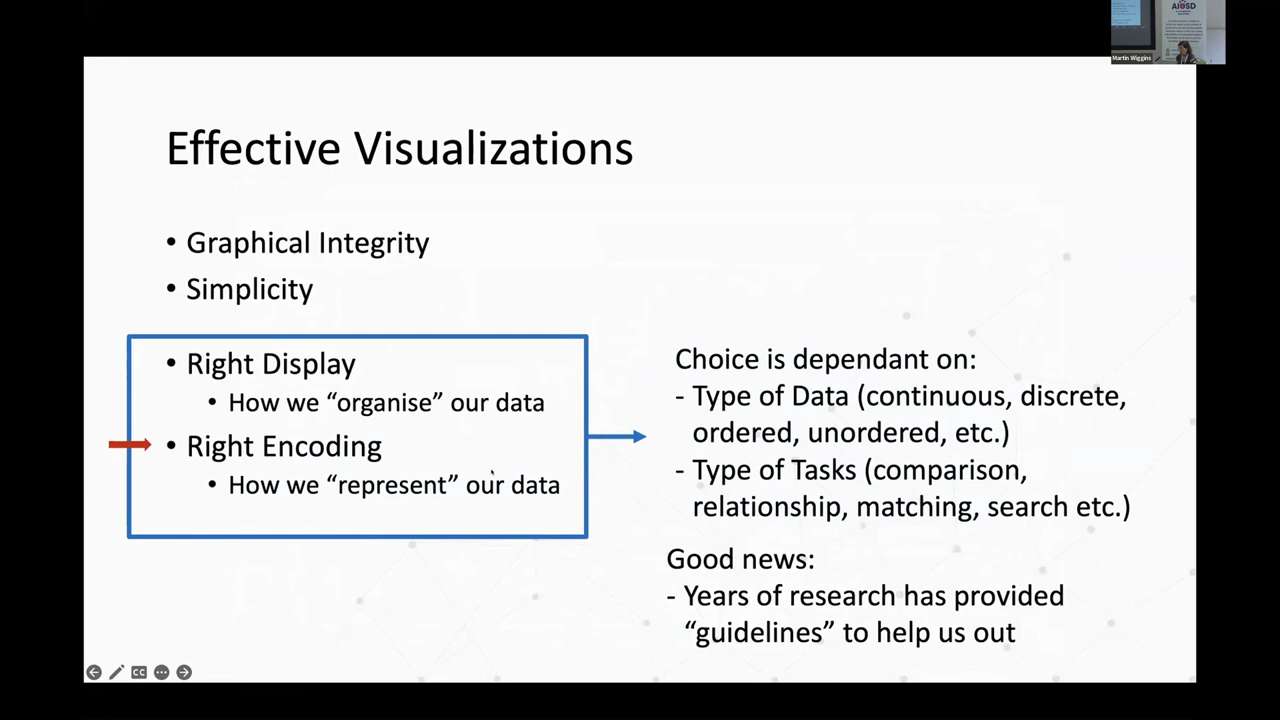 AI4SD
Martin Wiggins
Effective Visualizations
• Graphical Integrity
• Simplicity
• Right Display
• How we “organise” our data
• Right Encoding
• How we “represent” our data
Choice is dependant on:
- Type of Data (continuous, discrete,
ordered, unordered, etc.)
- Type of Tasks (comparison,
relationship, matching, search etc.)
Good news:
- Years of research has provided
“guidelines” to help us out
CC